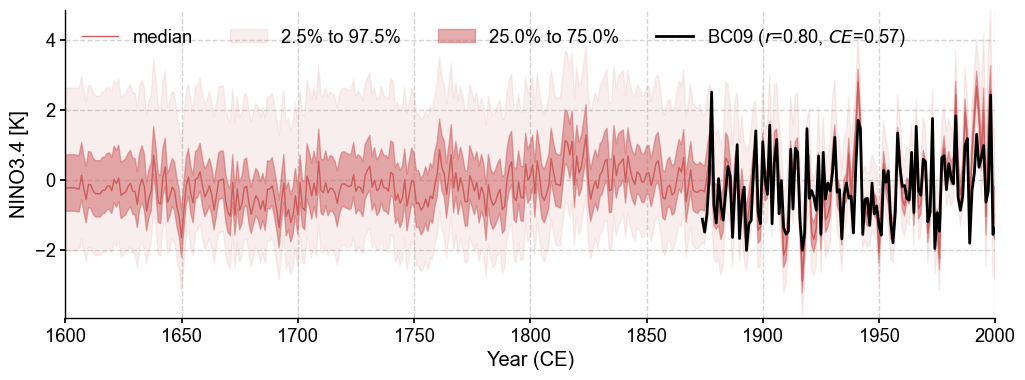 median 2.5% to 97.5% 25.0% to 75.0% BC09 (r=0.80, CE=0.57)
NINO3.4 [K]
4
2
0
−2
1600 1650 1700 1750 1800 1850 1900 1950 2000
Year (CE)